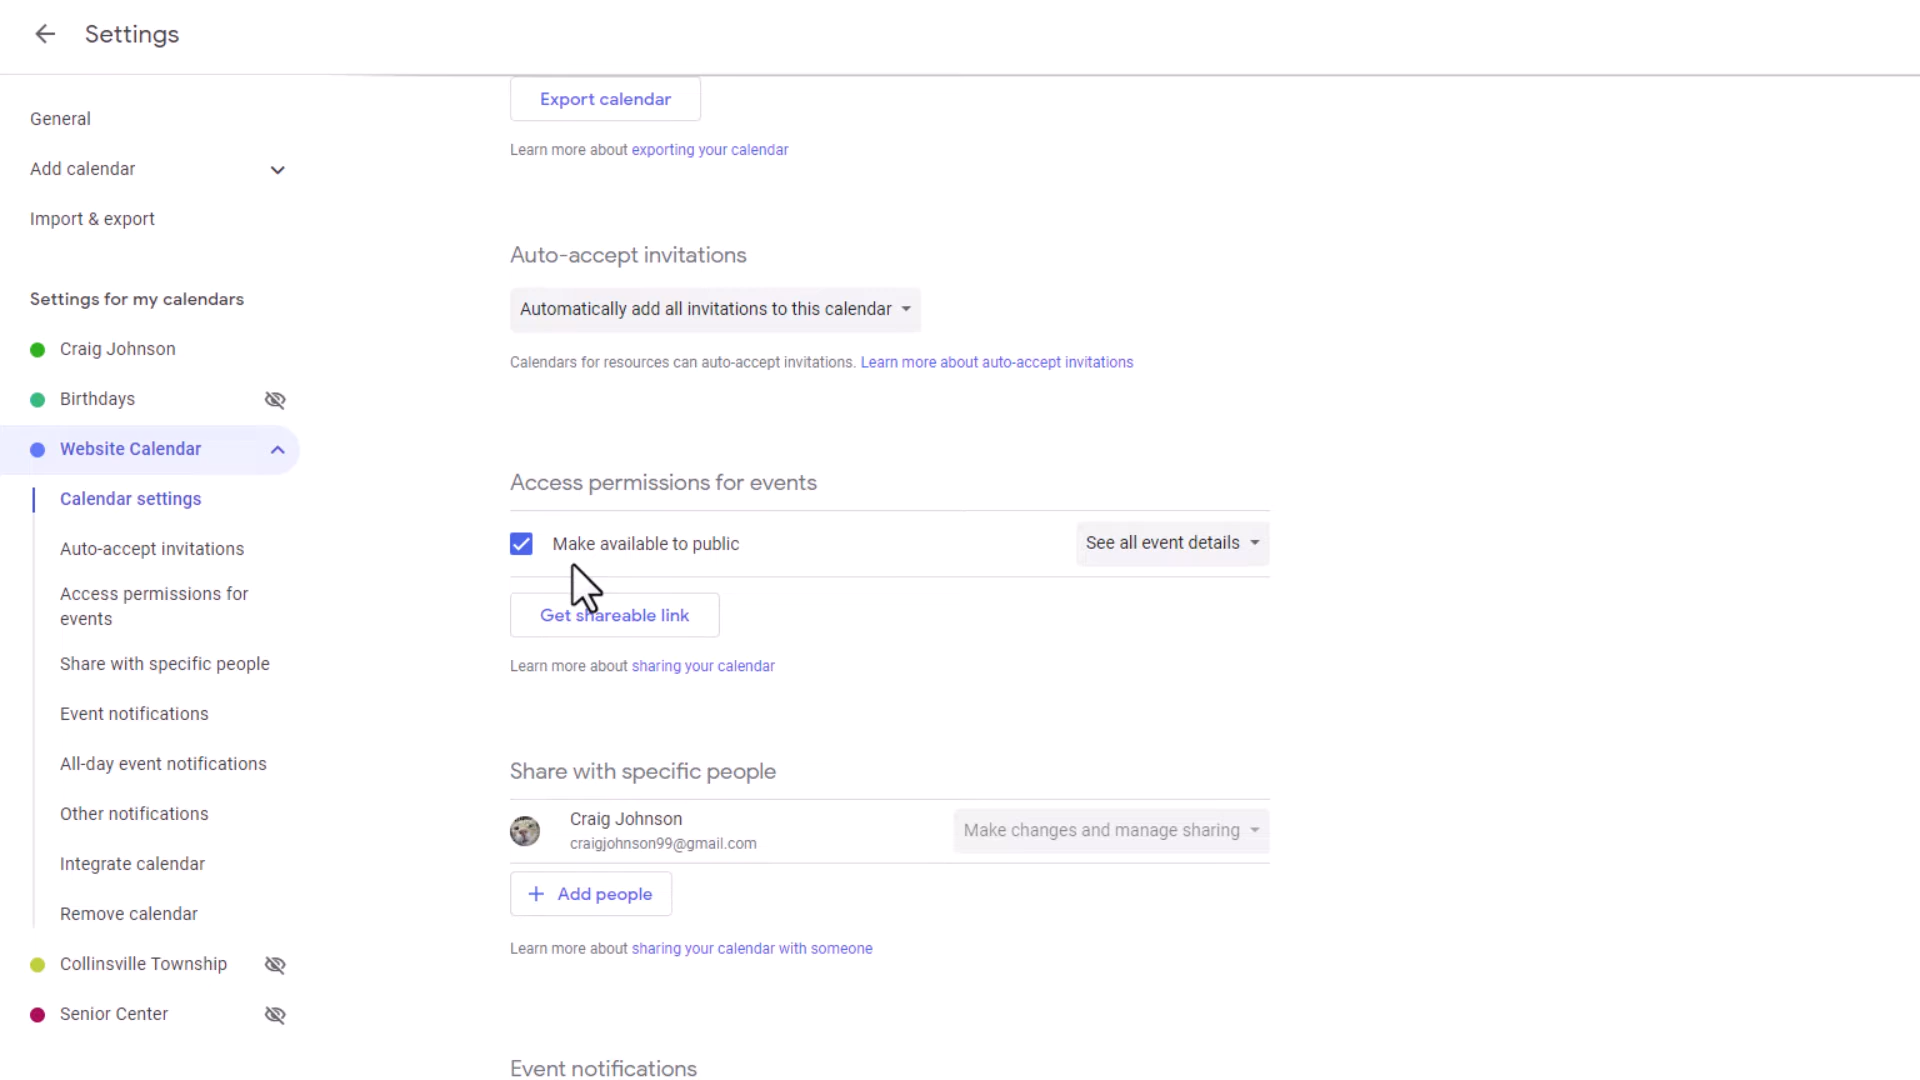 Settings
General
Add calendar
Import & export
Settings for my calendars
Craig Johnson
Birthdays
Website Calendar
Calendar settings
Auto-accept invitations
Access permissions for
events
Share with specific people
Event notifications
All-day event notifications
Other notifications
Integrate calendar
Remove calendar
Collinsville Township
Senior Center
Export calendar
Learn more about exporting your calendar
Auto-accept invitations
Automatically add all invitations to this calendar
Calendars for resources can auto-accept invitations. Learn more about auto-accept invitations
Access permissions for events
Make available to public
See all event details
Get shareable link
Learn more about sharing your calendar
Share with specific people
Craig Johnson
craigjohnson99@gmail.com
Make changes and manage sharing
+ Add people
Learn more about sharing your calendar with someone
Event notifications